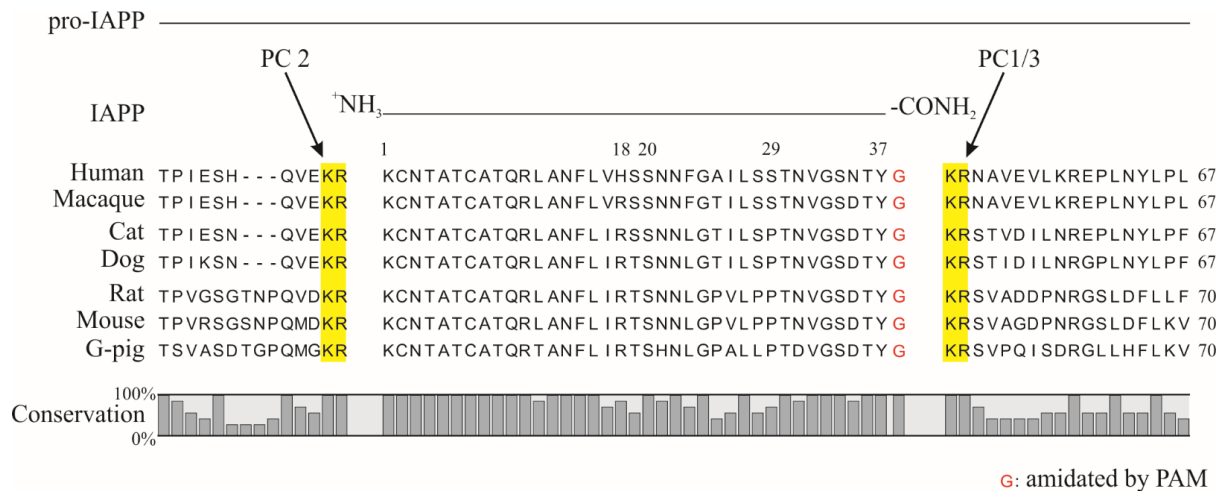 pro-IAPP
PC 2 PC1/3
IAPP +NH3 -CONH2
1 18 20 29 37
Human TPIESH---QVEKR KCNTATCATQRLANFLVHSSNNFGAILSSTNVGSNTY G KRNAVEVLKREPLNYLPL 67
Macaque TPIESH---QVEKR KCNTATCATQRLANFLVRSSNNFGTILSSTNVGSDTY G KRNAVEVLKREPLNYLPL 67
Cat TPIESN---QVEKR KCNTATCATQRLANFLIRSSNNLGTILSPTNVGSDTY G KRSTVDILNREPLNYLPF 67
Dog TPIKSN---QVEKR KCNTATCATQRLANFLIRTSNNLGTILSPTNVGSDTY G KRSTIDILNRGPLNYLPF 67
Rat TPVGSGTNPQVDKR KCNTATCATQRLANFLIRTSNNLGPVLPPTNVGSDTY G KRSVADDPNRGSLDFLLF 70
Mouse TPVRSGSNPQMDKR KCNTATCATQRLANFLIRTSNNLGPVLPPTNVGSDTY G KRSVAGDPNRGSLDFLKV 70
G-pig TSVASDTGPQMGKR KCNTATCATQRTANFLIRTSHNLGPALLPTDVGSDTY G KRSVPQISDRGLLHFLKV 70
100%
Conservation
0%
G: amidated by PAM